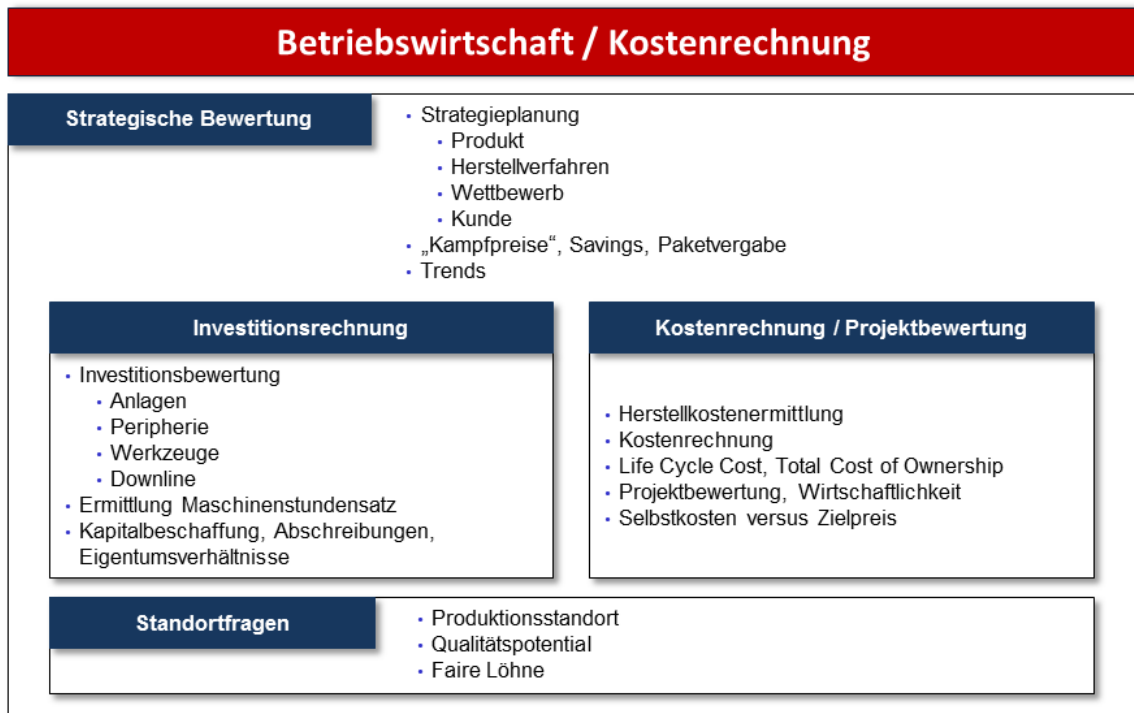 Betriebswirtschaft / Kostenrechnung
Strategische Bewertung
• Strategieplanung
• Produkt
• Herstellverfahren
• Wettbewerb
• Kunde
• „Kampfpreise“, Savings, Paketvergabe
• Trends
Investitionsrechnung
• Investitionsbewertung
• Anlagen
• Peripherie
• Werkzeuge
• Downline
• Ermittlung Maschinenstundensatz
• Kapitalbeschaffung, Abschreibungen,
Eigentumsverhältnisse
Kostenrechnung / Projektbewertung
• Herstellkostenermittlung
• Kostenrechnung
• Life Cycle Cost, Total Cost of Ownership
• Projektbewertung, Wirtschaftlichkeit
• Selbstkosten versus Zielpreis
Standortfragen
• Produktionsstandort
• Qualitätspotential
• Faire Löhne